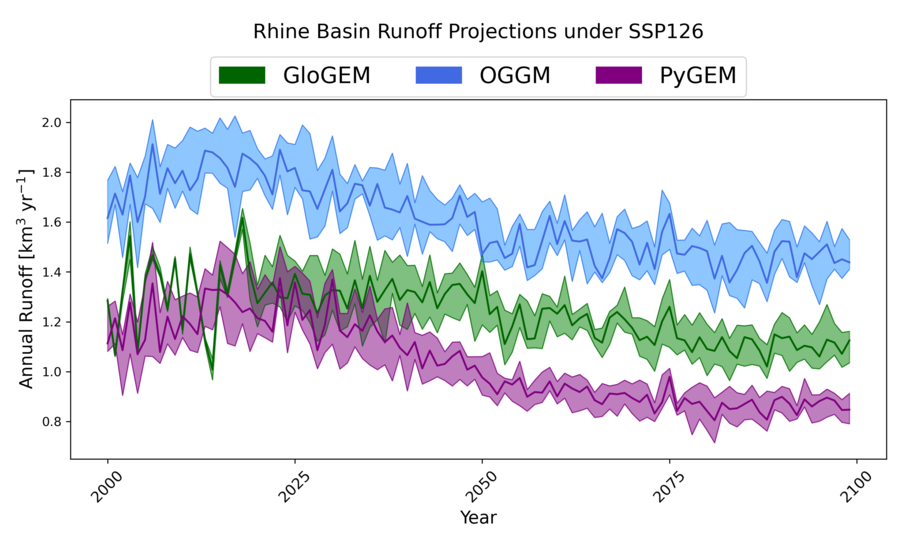 Rhine Basin Runoff Projections under SSP126
GloGEM OGGM PyGEM
Annual Runoff [km³ yr⁻¹]
2.0
1.8
1.6
1.4
1.2
1.0
0.8
2000 2025 2050 2075 2100
Year